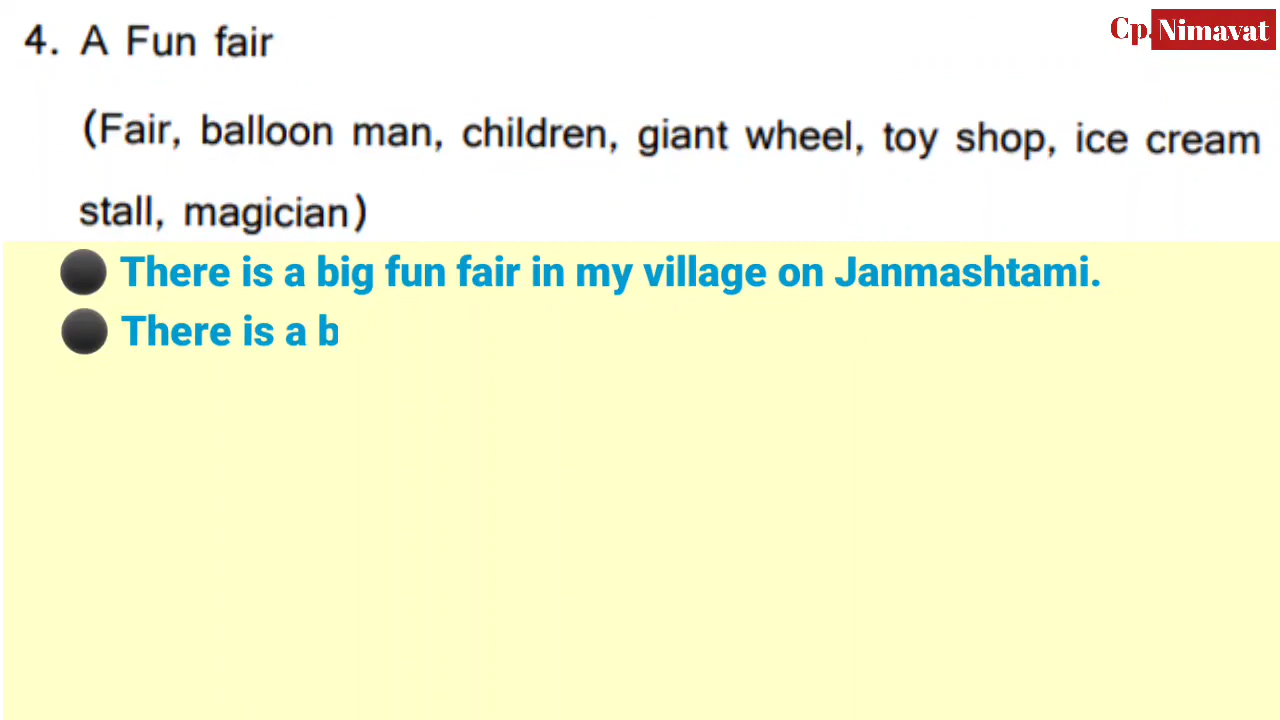 4. A Fun fair
Cp. Nimavat
(Fair, balloon man, children, giant wheel, toy shop, ice cream
stall, magician)
There is a big fun fair in my village on Janmashtami.
There is a b